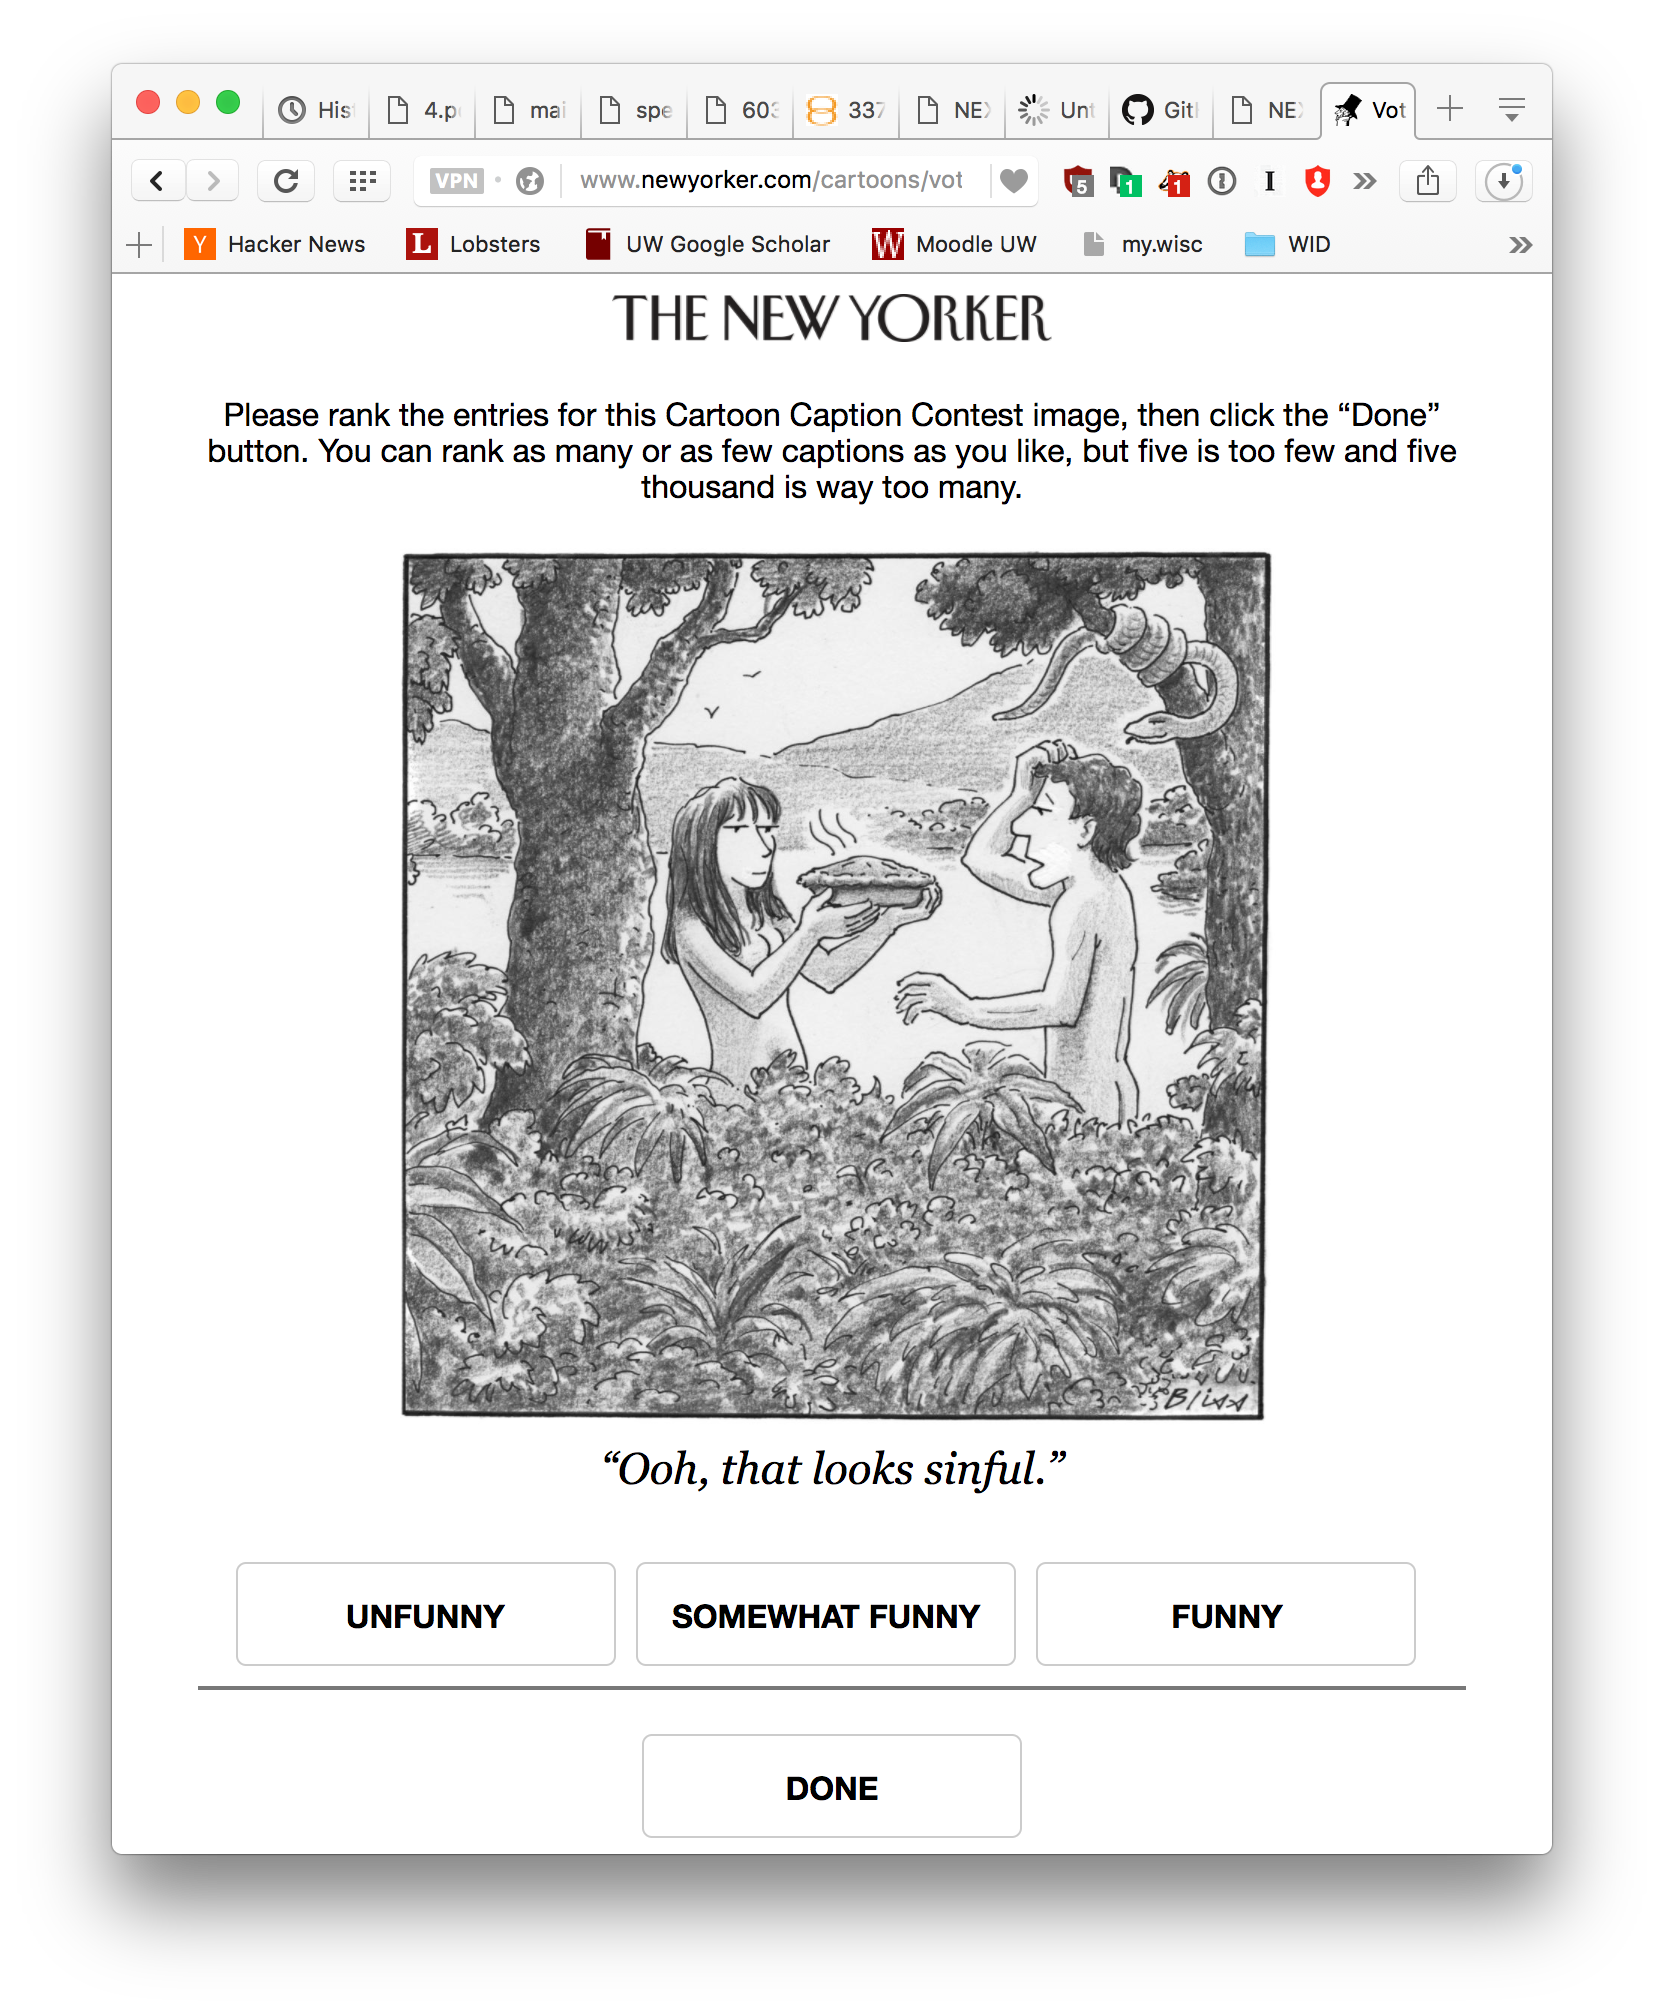 His 4.p mai spe 603 337 NE Unt Git NE Vot
VPN www.newyorker.com/cartoons/vot 5 1 1
Y Hacker News L Lobsters UW Google Scholar W Moodle UW my.wisc WID
THE NEW YORKER
Please rank the entries for this Cartoon Caption Contest image, then click the “Done”
button. You can rank as many or as few captions as you like, but five is too few and five
thousand is way too many.
Bliss
“Ooh, that looks sinful.”
UNFUNNY SOMEWHAT FUNNY FUNNY
DONE